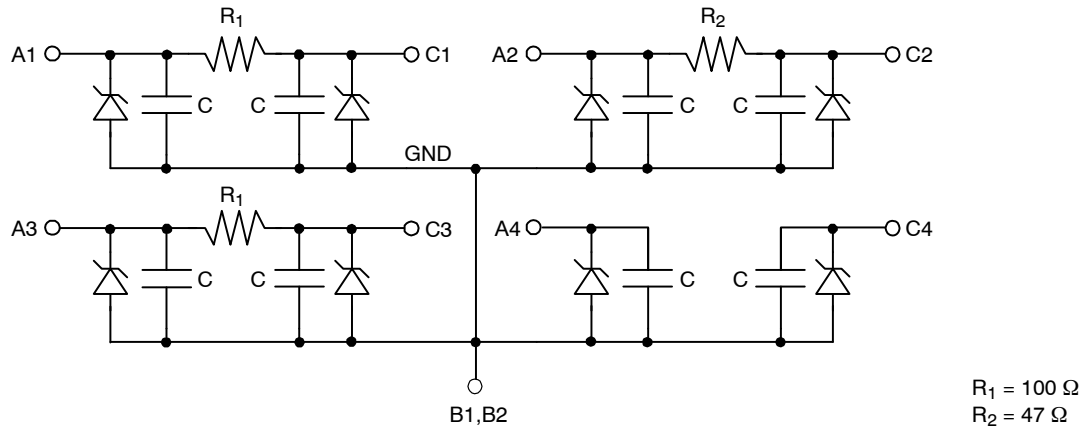 R1
R2
A1
C1
A2
C2
C
C
C
C
GND
R1
A3
C3
A4
C4
C
C
C
C
B1,B2
R1 = 100 Ω
R2 = 47 Ω